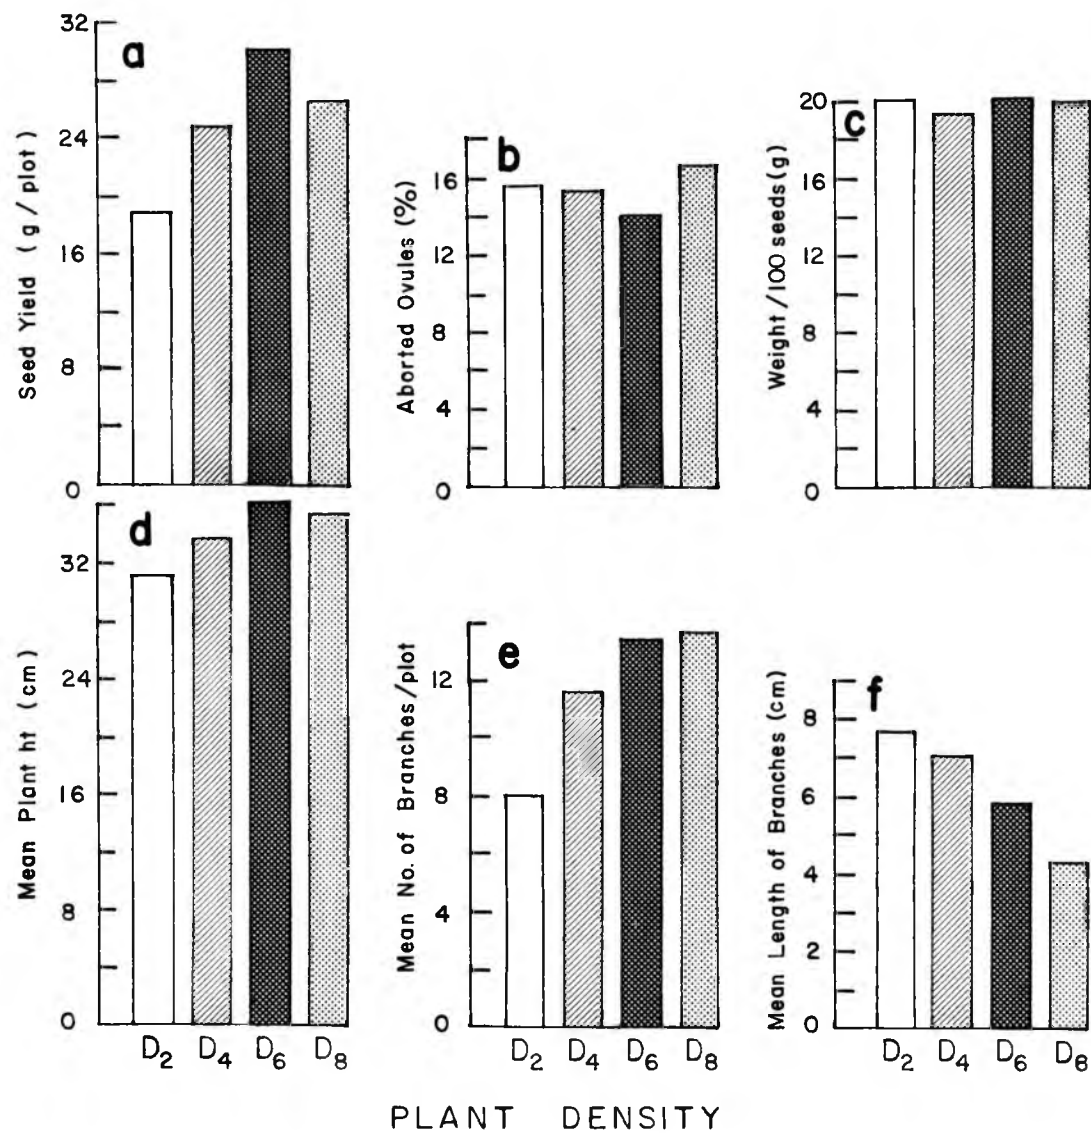 a
Seed Yield (g / plot)
32
24
16
8
0
b
Aborted Ovules (%)
16
12
8
4
0
c
Weight /100 seeds (g)
20
16
12
8
4
0
d
Mean Plant ht (cm)
32
24
16
8
0
D2 D4 D6 D8
e
Mean No. of Branches/plot
12
8
4
0
D2 D4 D6 D8
f
Mean Length of Branches (cm)
8
6
4
2
0
D2 D4 D6 D8
PLANT DENSITY